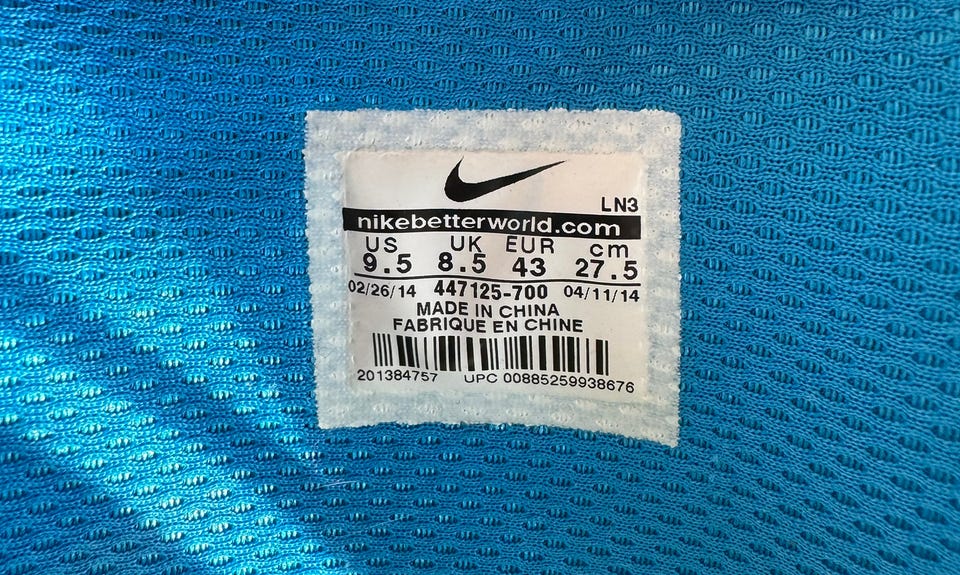 LN3
nikebetterworld.com
US UK EUR cm
9.5 8.5 43 27.5
02/26/14 447125-700 04/11/14
MADE IN CHINA
FABRIQUE EN CHINE
201384757 UPC 00885259938676